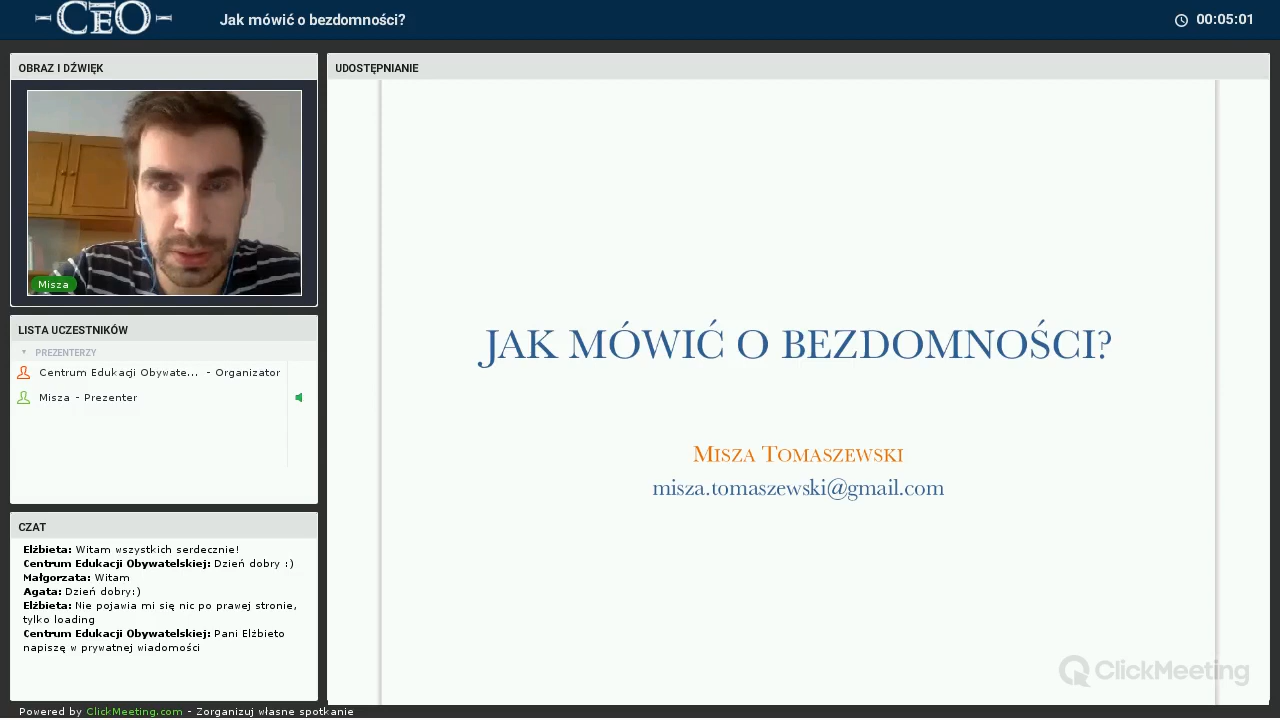 CEO
Jak mówić o bezdomności?
00:05:01
OBRAZ I DŹWIĘK
Misza
LISTA UCZESTNIKÓW
PREZENTERZY
Centrum Edukacji Obywate... - Organizator
Misza - Prezenter
CZAT
Elżbieta: Witam wszystkich serdecznie!
Centrum Edukacji Obywatelskiej: Dzień dobry :)
Małgorzata: Witam
Agata: Dzień dobry:)
Elżbieta: Nie pojawia mi się nic po prawej stronie,
tylko loading
Centrum Edukacji Obywatelskiej: Pani Elżbieto
napiszę w prywatnej wiadomości
UDOSTĘPNIANIE
JAK MÓWIĆ O BEZDOMNOŚCI?
MISZA TOMASZEWSKI
misza.tomaszewski@gmail.com
ClickMeeting
Powered by ClickMeeting.com - Zorganizuj własne spotkanie